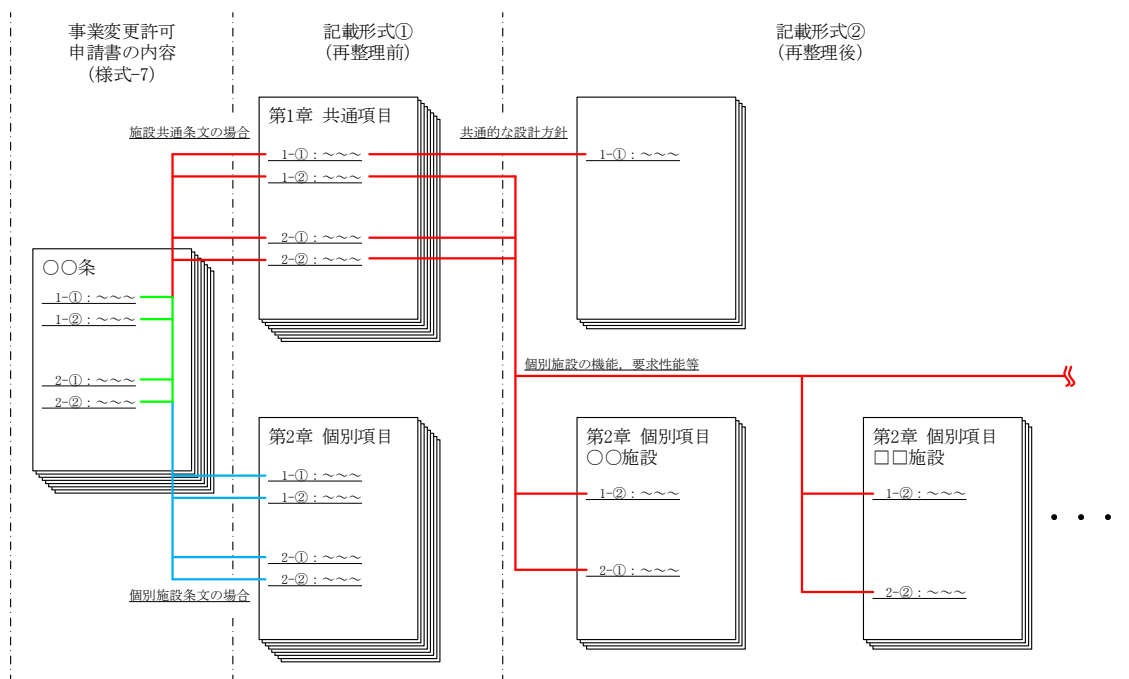 事業変更許可
申請書の内容
(様式-7)
記載形式①
(再整理前)
記載形式②
(再整理後)
施設共通条文の場合
第1章 共通項目
1-①：～～～
1-②：～～～
2-①：～～～
2-②：～～～
共通的な設計方針
1-①：～～～
○○条
1-①：～～～
1-②：～～～
2-①：～～～
2-②：～～～
個別施設の機能，要求性能等
個別施設条文の場合
第2章 個別項目
1-①：～～～
1-②：～～～
2-①：～～～
2-②：～～～
第2章 個別項目
○○施設
1-②：～～～
2-①：～～～
第2章 個別項目
□□施設
1-②：～～～
2-②：～～～
・・・